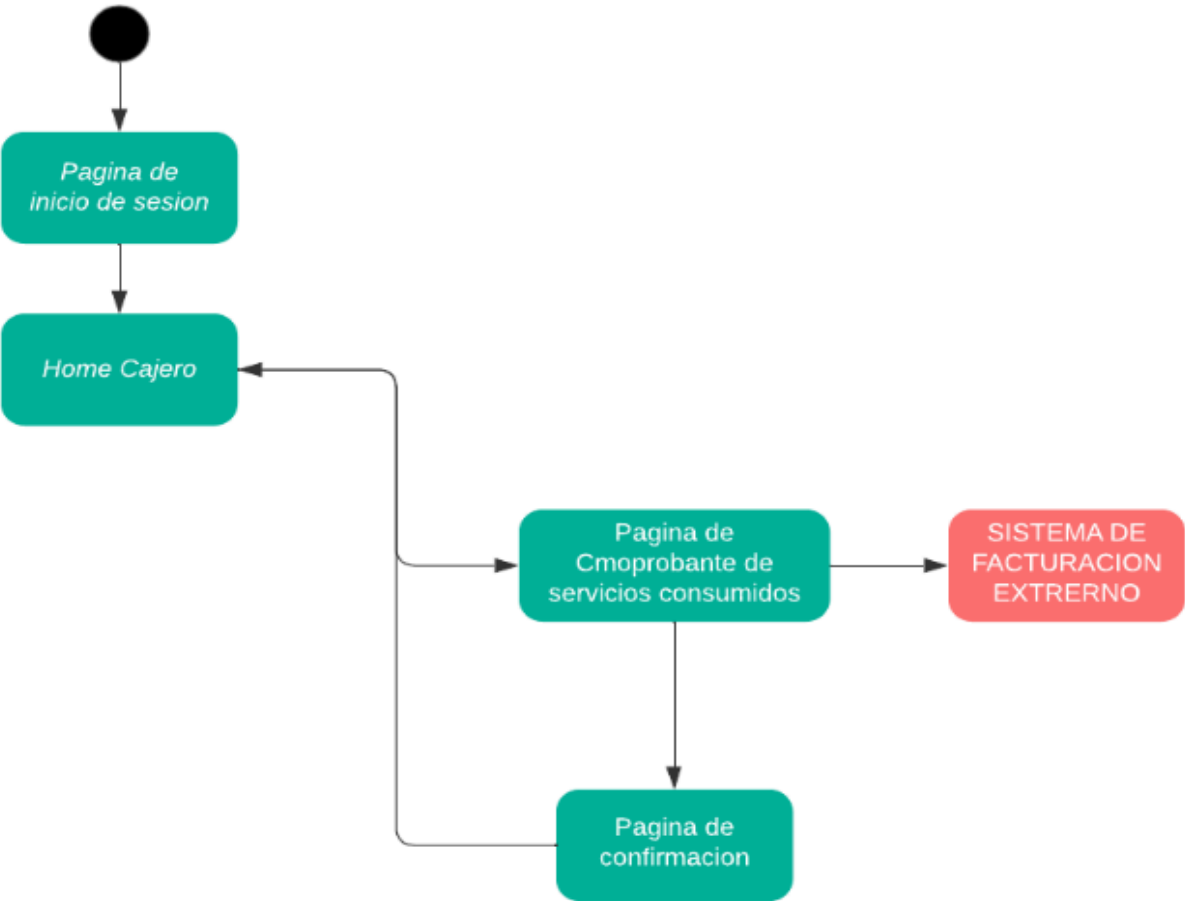 Pagina de
inicio de sesion
Home Cajero
Pagina de
Cmoprobante de
servicios consumidos
SISTEMA DE
FACTURACION
EXTRERNO
Pagina de
confirmacion